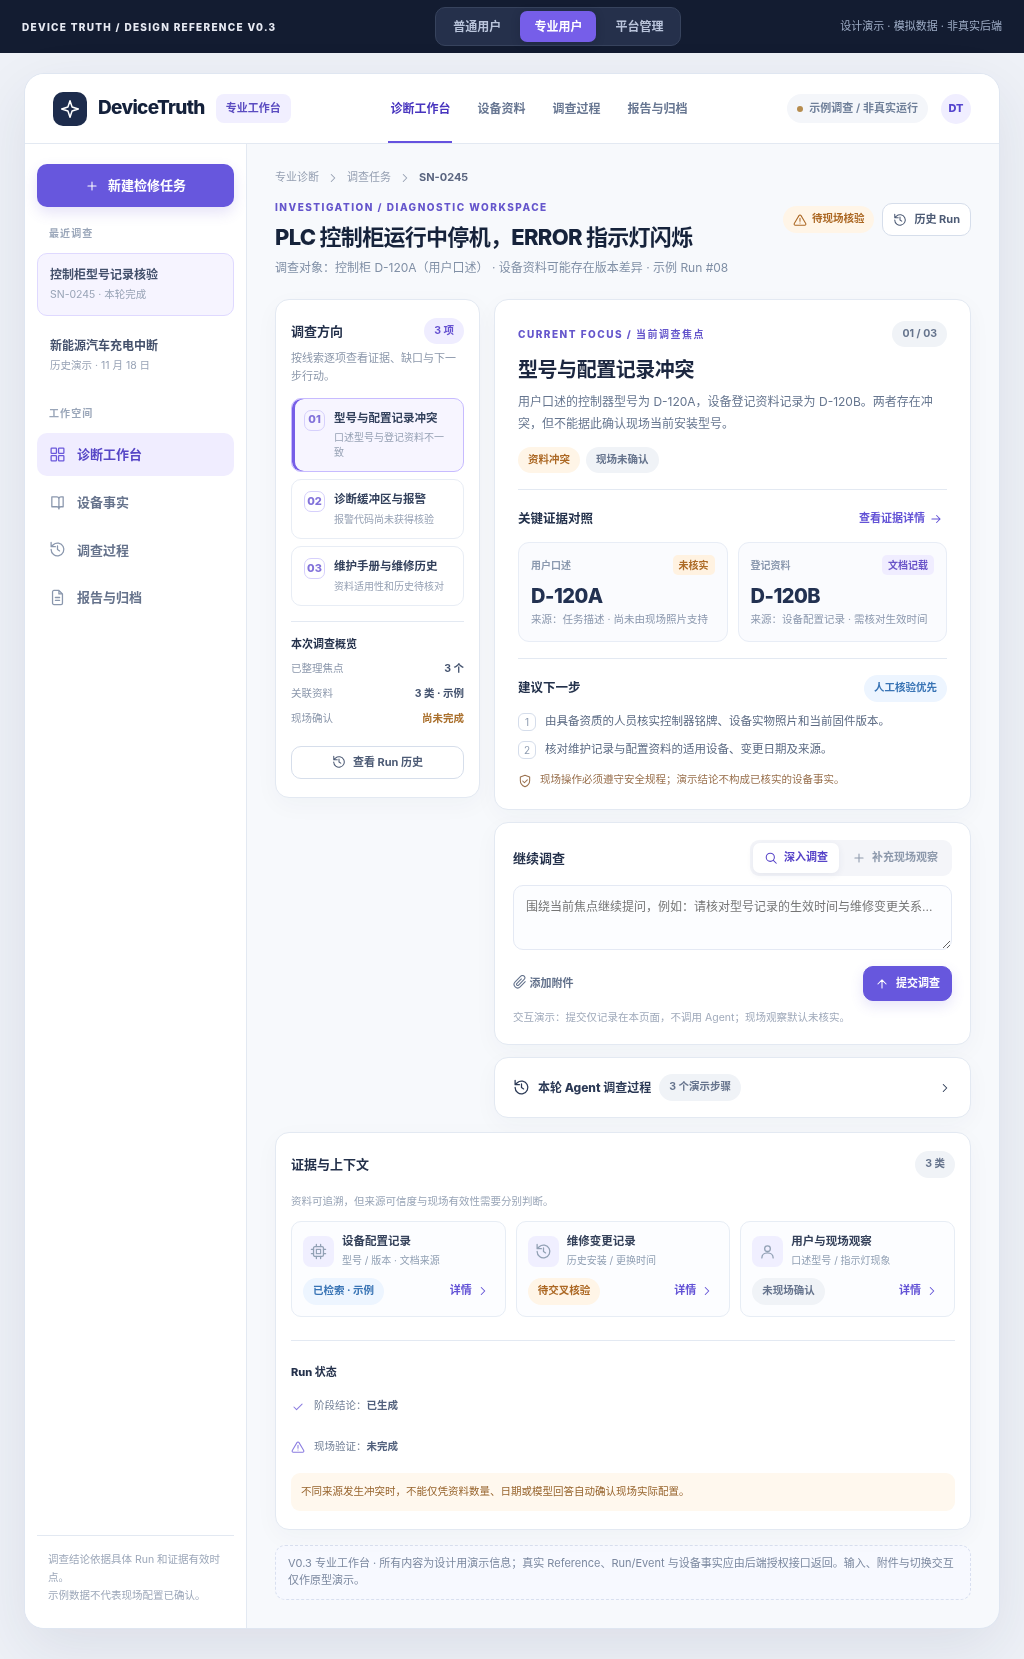 DEVICE TRUTH / DESIGN REFERENCE V0.3
普通用户
专业用户
平台管理
设计演示 · 模拟数据 · 非真实后端
DeviceTruth
专业工作台
诊断工作台
设备资料
调查过程
报告与归档
示例调查 / 非真实运行
DT
新建检修任务
最近调查
控制柜型号记录核验
SN-0245 · 本轮完成
新能源汽车充电中断
历史演示 · 11 月 18 日
工作空间
诊断工作台
设备事实
调查过程
报告与归档
调查结论依据具体 Run 和证据有效时
点。
示例数据不代表现场配置已确认。
专业诊断
调查任务
SN-0245
INVESTIGATION / DIAGNOSTIC WORKSPACE
PLC 控制柜运行中停机，ERROR 指示灯闪烁
调查对象：控制柜 D-120A（用户口述） · 设备资料可能存在版本差异 · 示例 Run #08
待现场核验
历史 Run
调查方向
3 项
按线索逐项查看证据、缺口与下一
步行动。
01
型号与配置记录冲突
口述型号与登记资料不一
致
02
诊断缓冲区与报警
报警代码尚未获得核验
03
维护手册与维修历史
资料适用性和历史待核对
本次调查概览
已整理焦点
3 个
关联资料
3 类 · 示例
现场确认
尚未完成
查看 Run 历史
CURRENT FOCUS / 当前调查焦点
01 / 03
型号与配置记录冲突
用户口述的控制器型号为 D-120A，设备登记资料记录为 D-120B。两者存在冲
突，但不能据此确认现场当前安装型号。
资料冲突
现场未确认
关键证据对照
查看证据详情
用户口述
未核实
D-120A
来源：任务描述 · 尚未由现场照片支持
登记资料
文档记载
D-120B
来源：设备配置记录 · 需核对生效时间
建议下一步
人工核验优先
1
由具备资质的人员核实控制器铭牌、设备实物照片和当前固件版本。
2
核对维护记录与配置资料的适用设备、变更日期及来源。
现场操作必须遵守安全规程；演示结论不构成已核实的设备事实。
继续调查
深入调查
补充现场观察
围绕当前焦点继续提问，例如：请核对型号记录的生效时间与维修变更关系...
添加附件
提交调查
交互演示：提交仅记录在本页面，不调用 Agent；现场观察默认未核实。
本轮 Agent 调查过程
3 个演示步骤
证据与上下文
3 类
资料可追溯，但来源可信度与现场有效性需要分别判断。
设备配置记录
型号 / 版本 · 文档来源
已检索 · 示例
详情
维修变更记录
历史安装 / 更换时间
待交叉核验
详情
用户与现场观察
口述型号 / 指示灯现象
未现场确认
详情
Run 状态
阶段结论：已生成
现场验证：未完成
不同来源发生冲突时，不能仅凭资料数量、日期或模型回答自动确认现场实际配置。
V0.3 专业工作台 · 所有内容为设计用演示信息；真实 Reference、Run/Event 与设备事实应由后端授权接口返回。输入、附件与切换交互
仅作原型演示。